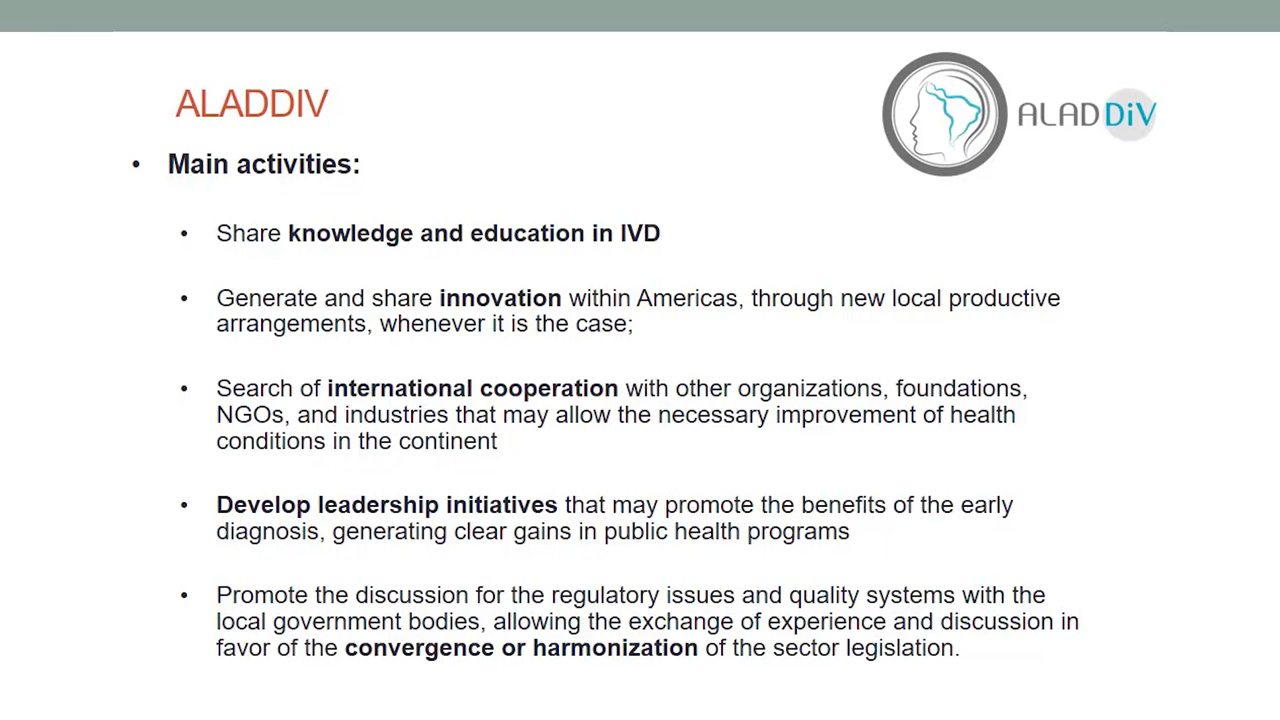 ALADDIV
ALADDiV
• Main activities:
• Share knowledge and education in IVD
• Generate and share innovation within Americas, through new local productive
arrangements, whenever it is the case;
• Search of international cooperation with other organizations, foundations,
NGOs, and industries that may allow the necessary improvement of health
conditions in the continent
• Develop leadership initiatives that may promote the benefits of the early
diagnosis, generating clear gains in public health programs
• Promote the discussion for the regulatory issues and quality systems with the
local government bodies, allowing the exchange of experience and discussion in
favor of the convergence or harmonization of the sector legislation.